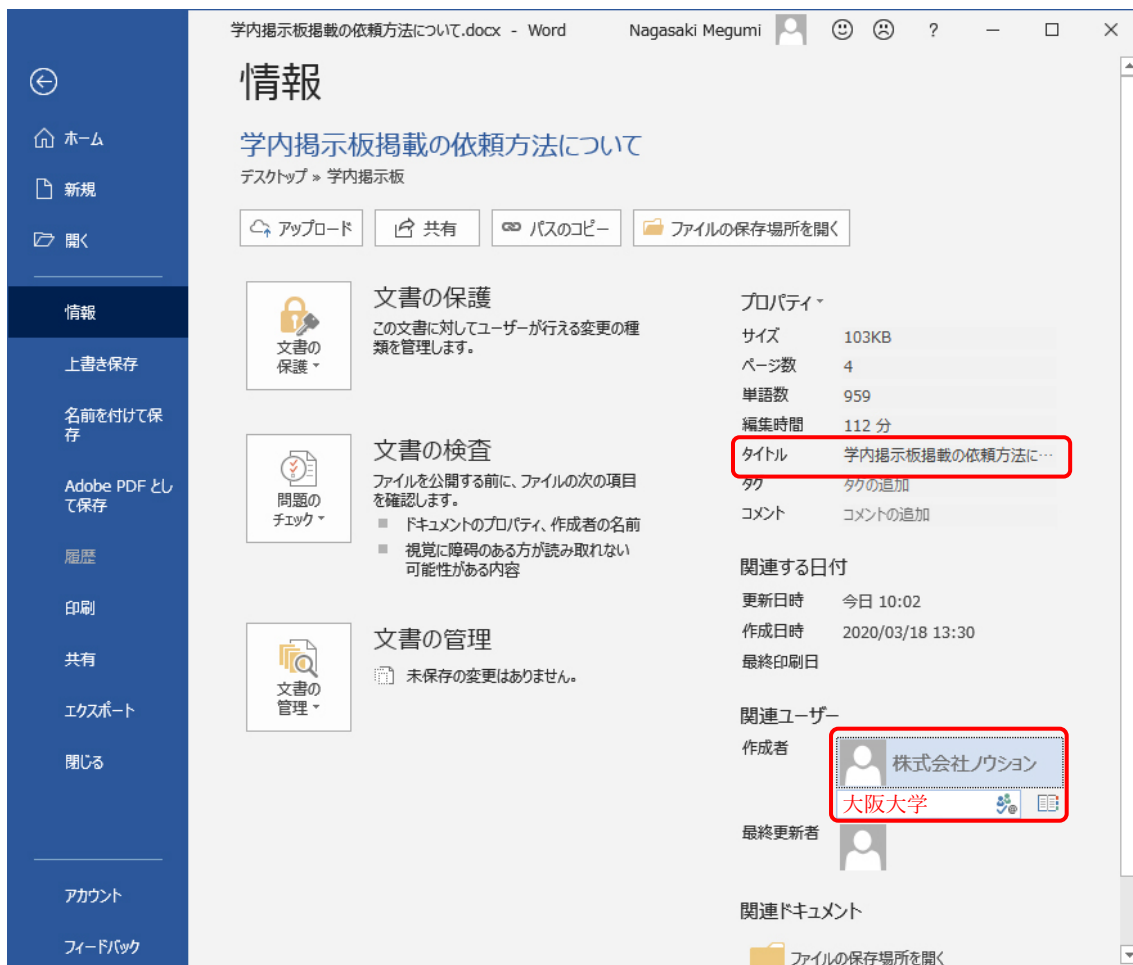 学内掲示板掲載の依頼方法について.docx - Word Nagasaki Megumi ?
情報
ホーム
新規
開く
情報
上書き保存
名前を付けて保
存
Adobe PDF とし
て保存
履歴
印刷
共有
エクスポート
閉じる
アカウント
フィードバック
学内掲示板掲載の依頼方法について
デスクトップ » 学内掲示板
アップロード
共有
パスのコピー
ファイルの保存場所を開く
文書の
保護
文書の保護
この文書に対してユーザーが行える変更の種
類を管理します。
問題の
チェック
文書の検査
ファイルを公開する前に、ファイルの次の項目
を確認します。
ドキュメントのプロパティ、作成者の名前
視覚に障碍のある方が読み取れない
可能性がある内容
文書の
管理
文書の管理
未保存の変更はありません。
プロパティ
サイズ 103KB
ページ数 4
単語数 959
編集時間 112 分
タイトル 学内掲示板掲載の依頼方法に…
タグ タグの追加
コメント コメントの追加
関連する日付
更新日時 今日 10:02
作成日時 2020/03/18 13:30
最終印刷日
関連ユーザー
作成者 株式会社ノウション
大阪大学
最終更新者
関連ドキュメント
ファイルの保存場所を開く